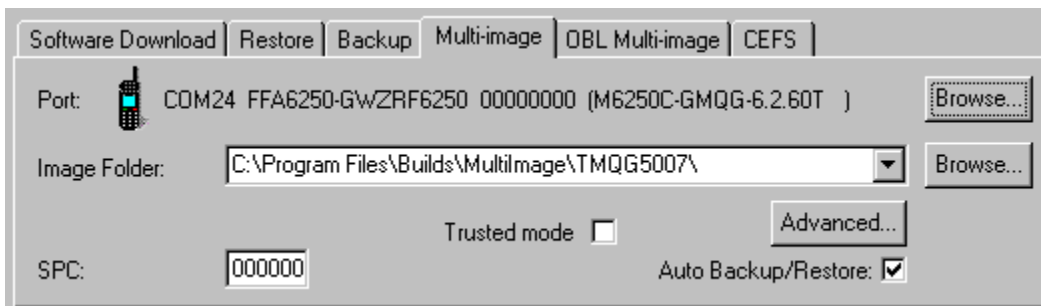 Software Download Restore Backup Multi-image OBL Multi-image CEFS
Port: COM24 FFA6250-GWZRF6250 00000000 (M6250C-GMQG-6.2.60T ) Browse...
Image Folder: C:\Program Files\Builds\MultiImage\TMQG5007\ Browse...
Trusted mode Advanced...
SPC: 000000 Auto Backup/Restore: